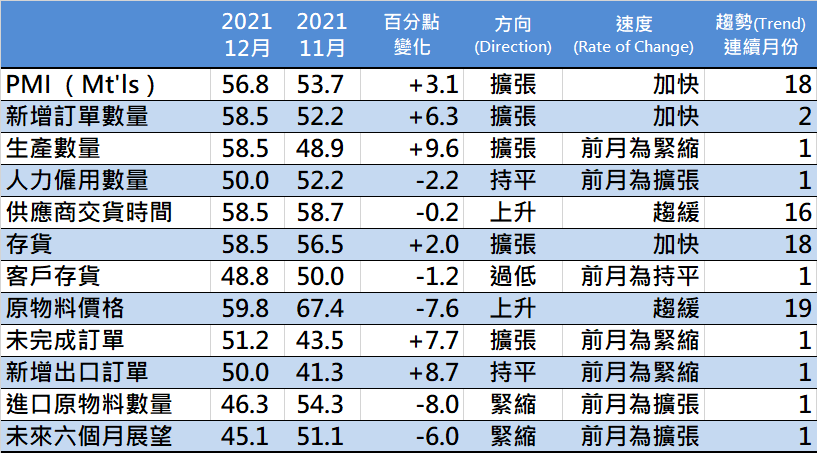 2021 12月 2021 11月 百分點變化 方向 (Direction) 速度 (Rate of Change) 趨勢(Trend) 連續月份
PMI （Mt'ls） 56.8 53.7 +3.1 擴張 加快 18
新增訂單數量 58.5 52.2 +6.3 擴張 加快 2
生產數量 58.5 48.9 +9.6 擴張 前月為緊縮 1
人力僱用數量 50.0 52.2 -2.2 持平 前月為擴張 1
供應商交貨時間 58.5 58.7 -0.2 上升 趨緩 16
存貨 58.5 56.5 +2.0 擴張 加快 18
客戶存貨 48.8 50.0 -1.2 過低 前月為持平 1
原物料價格 59.8 67.4 -7.6 上升 趨緩 19
未完成訂單 51.2 43.5 +7.7 擴張 前月為緊縮 1
新增出口訂單 50.0 41.3 +8.7 持平 前月為緊縮 1
進口原物料數量 46.3 54.3 -8.0 緊縮 前月為擴張 1
未來六個月展望 45.1 51.1 -6.0 緊縮 前月為擴張 1